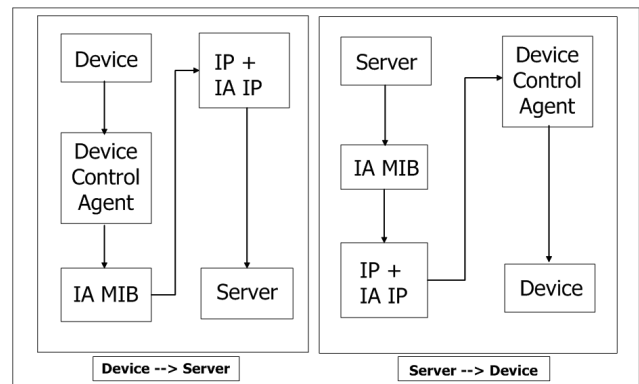 Device
Device
Control
Agent
IA MIB
IP +
IA IP
Server
Device --> Server
Server
IA MIB
IP +
IA IP
Device
Control
Agent
Device
Server --> Device